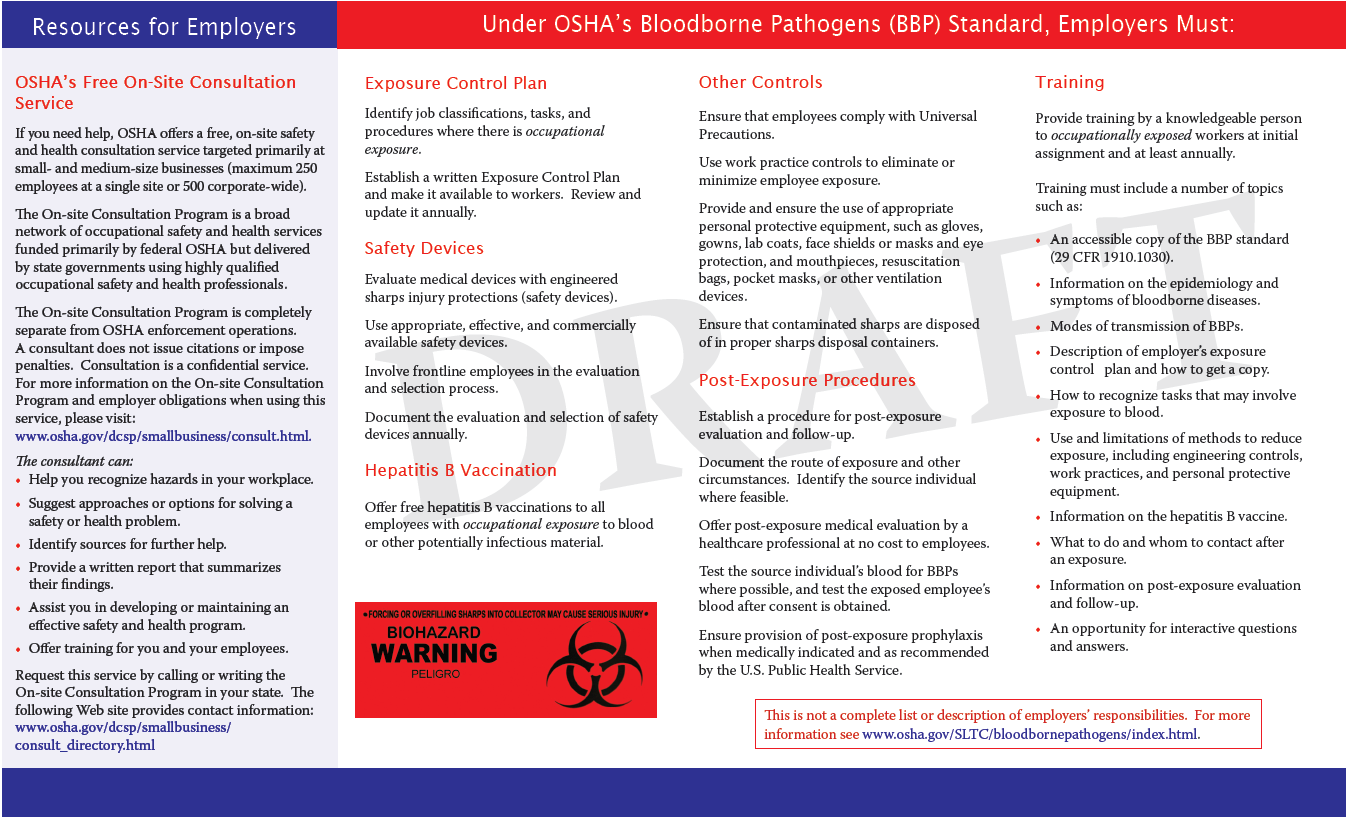 Resources for Employers
OSHA's Free On-Site Consultation
Service
If you need help, OSHA offers a free, on-site safety
and health consultation service targeted primarily at
small- and medium-size businesses (maximum 250
employees at a single site or 500 corporate-wide).
The On-site Consultation Program is a broad
network of occupational safety and health services
funded primarily by federal OSHA but delivered
by state governments using highly qualified
occupational safety and health professionals.
The On-site Consultation Program is completely
separate from OSHA enforcement operations.
A consultant does not issue citations or impose
penalties.  Consultation is a confidential service.
For more information on the On-site Consultation
Program and employer obligations when using this
service, please visit:
www.osha.gov/dcsp/smallbusiness/consult.html.
The consultant can:
• Help you recognize hazards in your workplace.
• Suggest approaches or options for solving a
safety or health problem.
• Identify sources for further help.
• Provide a written report that summarizes
their findings.
• Assist you in developing or maintaining an
effective safety and health program.
• Offer training for you and your employees.
Request this service by calling or writing the
On-site Consultation Program in your state.  The
following Web site provides contact information:
www.osha.gov/dcsp/smallbusiness/
consult_directory.html
Under OSHA's Bloodborne Pathogens (BBP) Standard, Employers Must:
Exposure Control Plan
Identify job classifications, tasks, and
procedures where there is occupational
exposure.
Establish a written Exposure Control Plan
and make it available to workers.  Review and
update it annually.
Safety Devices
Evaluate medical devices with engineered
sharps injury protections (safety devices).
Use appropriate, effective, and commercially
available safety devices.
Involve frontline employees in the evaluation
and selection process.
Document the evaluation and selection of safety
devices annually.
Hepatitis B Vaccination
Offer free hepatitis B vaccinations to all
employees with occupational exposure to blood
or other potentially infectious material.
• FORCING OR OVERFILLING SHARPS INTO COLLECTOR MAY CAUSE SERIOUS INJURY •
BIOHAZARD
WARNING
PELIGRO
Other Controls
Ensure that employees comply with Universal
Precautions.
Use work practice controls to eliminate or
minimize employee exposure.
Provide and ensure the use of appropriate
personal protective equipment, such as gloves,
gowns, lab coats, face shields or masks and eye
protection, and mouthpieces, resuscitation
bags, pocket masks, or other ventilation
devices.
Ensure that contaminated sharps are disposed
of in proper sharps disposal containers.
Post-Exposure Procedures
Establish a procedure for post-exposure
evaluation and follow-up.
Document the route of exposure and other
circumstances.  Identify the source individual
where feasible.
Offer post-exposure medical evaluation by a
healthcare professional at no cost to employees.
Test the source individual's blood for BBPs
where possible, and test the exposed employee's
blood after consent is obtained.
Ensure provision of post-exposure prophylaxis
when medically indicated and as recommended
by the U.S. Public Health Service.
Training
Provide training by a knowledgeable person
to occupationally exposed workers at initial
assignment and at least annually.
Training must include a number of topics
such as:
• An accessible copy of the BBP standard
(29 CFR 1910.1030).
• Information on the epidemiology and
symptoms of bloodborne diseases.
• Modes of transmission of BBPs.
• Description of employer's exposure
control   plan and how to get a copy.
• How to recognize tasks that may involve
exposure to blood.
• Use and limitations of methods to reduce
exposure, including engineering controls,
work practices, and personal protective
equipment.
• Information on the hepatitis B vaccine.
• What to do and whom to contact after
an exposure.
• Information on post-exposure evaluation
and follow-up.
• An opportunity for interactive questions
and answers.
This is not a complete list or description of employers' responsibilities.  For more
information see www.osha.gov/SLTC/bloodbornepathogens/index.html.
DRAFT